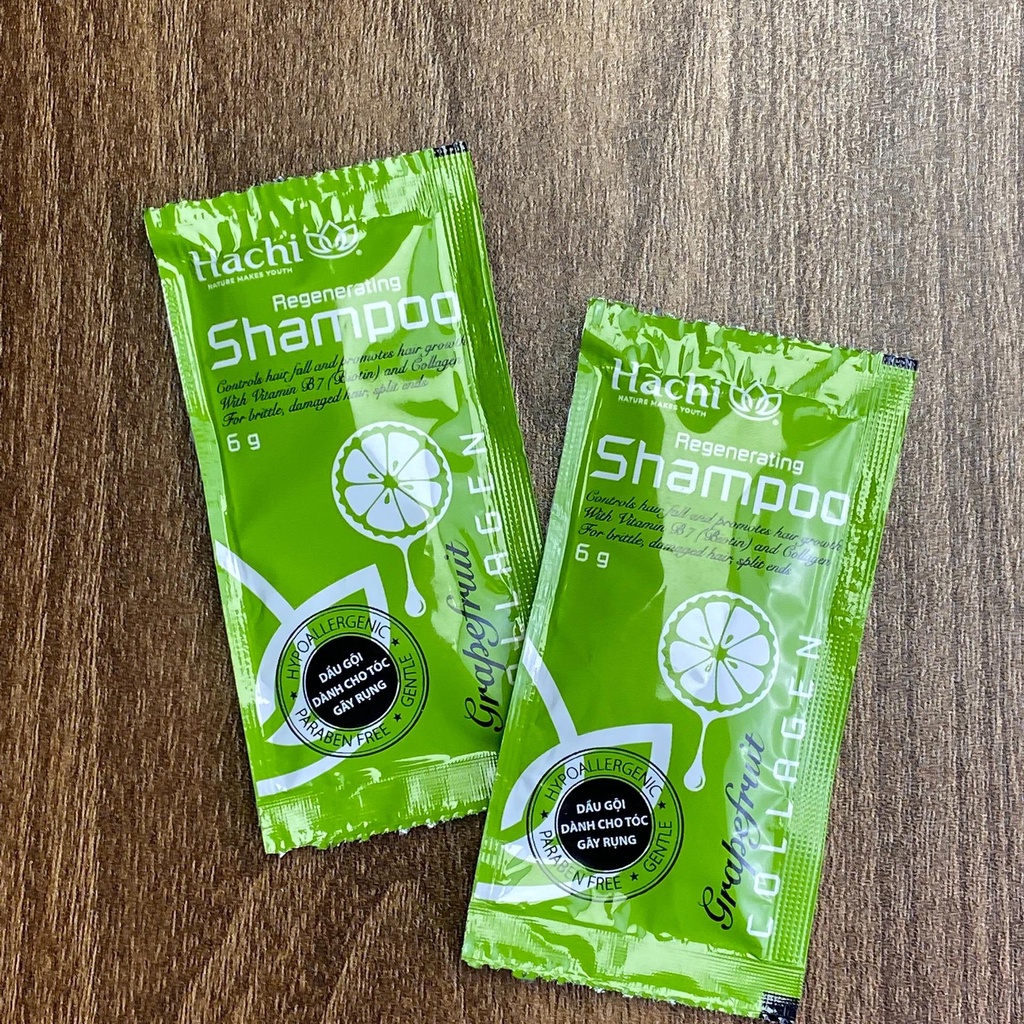 Hachi
NATURE MAKES YOUTH
Regenerating
Shampoo
Controls hair fall and promotes hair growth
With Vitamin B7 (Biotin) and Collagen
For brittle, damaged hair, split ends
6 g
Grapefruit
COLLAGEN
HYPOALLERGENIC
GENTLE
PARABEN FREE
DẦU GỘI
DÀNH CHO TÓC
GÃY RỤNG
Hachi
NATURE MAKES YOUTH
Regenerating
Shampoo
Controls hair fall and promotes hair growth
With Vitamin B7 (Biotin) and Collagen
For brittle, damaged hair, split ends
6 g
Grapefruit
COLLAGEN
HYPOALLERGENIC
GENTLE
PARABEN FREE
DẦU GỘI
DÀNH CHO TÓC
GÃY RỤNG